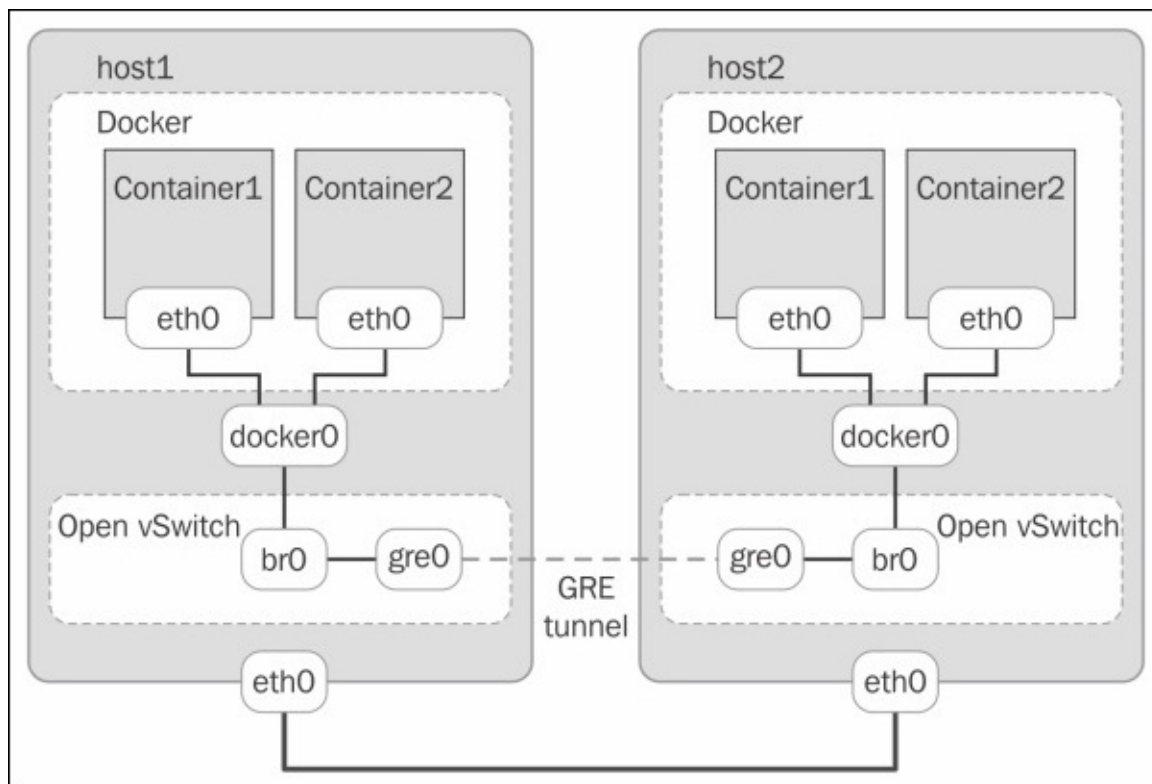 host1
Docker
Container1
Container2
eth0
eth0
docker0
Open vSwitch
br0
gre0
eth0
GRE
tunnel
host2
Docker
Container1
Container2
eth0
eth0
docker0
Open vSwitch
gre0
br0
eth0